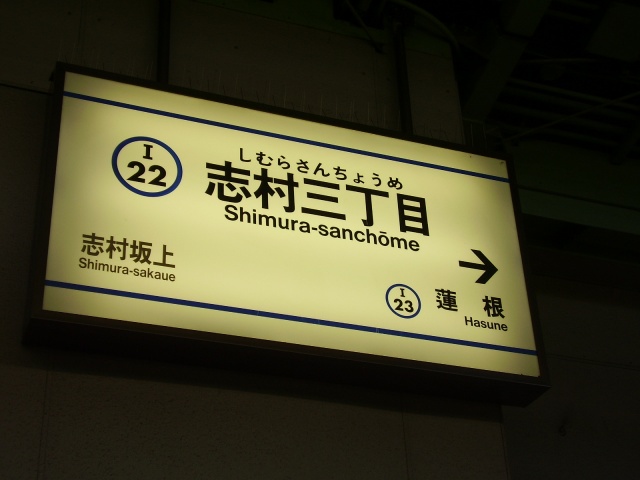 I
22
しむらさんちょうめ
志村三丁目
Shimura-sanchōme
志村坂上
Shimura-sakaue
→
I
23
蓮 根
Hasune